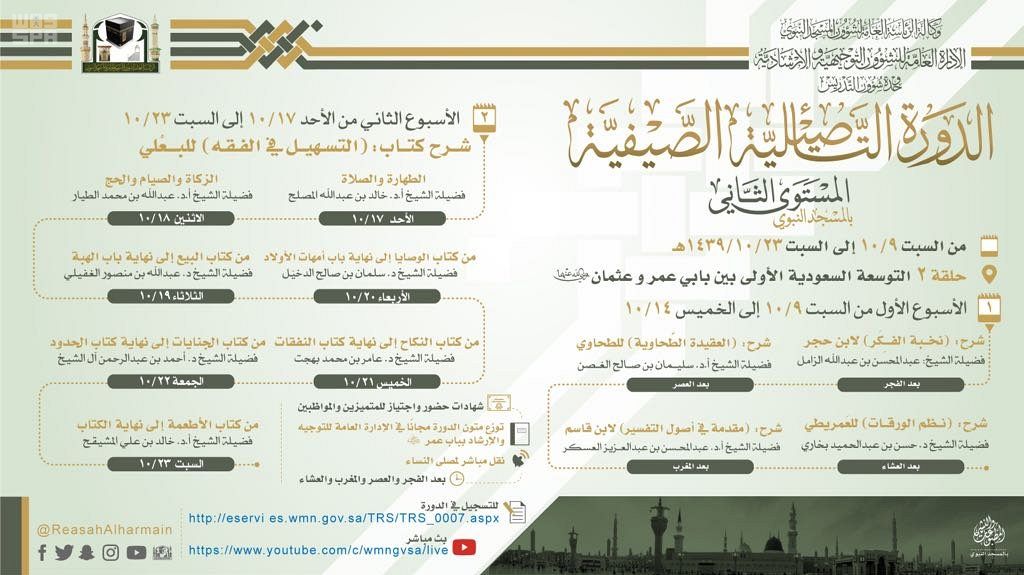 وكالة الرئاسة العامة لشؤون المسجد النبوي
الإدارة العامة للشؤون التوجيهية والإرشادية
وحدة شؤون التدريس
الدورة التأصيلية الصيفية
المستوى الثاني
بالمسجد النبوي
من السبت ١٠/٩ إلى السبت ١٤٣٩/١٠/٢٣هـ
حلقة ٢ التوسعة السعودية الأولى بين بابي عمر و عثمان رضي الله عنهما
١
الأسبوع الأول من السبت ١٠/٩ إلى الخميس ١٠/١٤
شرح: (نخبة الفكر) لابن حجر
فضيلة الشيخ: عبدالمحسن بن عبدالله الزامل
بعد الفجر
شرح: (العقيدة الطحاوية) للطحاوي
فضيلة الشيخ أ.د. سليمان بن صالح الغصن
بعد العصر
شرح: (نظم الورقات) للعمريطي
فضيلة الشيخ د. حسن بن عبدالحميد بخاري
بعد العشاء
شرح: (مقدمة في أصول التفسير) لابن قاسم
فضيلة الشيخ أ.د. عبدالمحسن بن عبدالعزيز العسكر
بعد المغرب
٢
الأسبوع الثاني من الأحد ١٠/١٧ إلى السبت ١٠/٢٣
شرح كتاب: (التسهيل في الفقه) للبعلي
الطهارة والصلاة
فضيلة الشيخ أ.د. خالد بن عبدالله المصلح
الأحد ١٠/١٧
الزكاة والصيام والحج
فضيلة الشيخ أ.د. عبدالله بن محمد الطيار
الاثنين ١٠/١٨
من كتاب البيع إلى نهاية باب الهبة
فضيلة الشيخ د. عبدالله بن منصور الغفيلي
الثلاثاء ١٠/١٩
من كتاب الوصايا إلى نهاية باب أمهات الأولاد
فضيلة الشيخ د. سلمان بن صالح الدخيل
الأربعاء ١٠/٢٠
من كتاب النكاح إلى نهاية كتاب النفقات
فضيلة الشيخ د. عامر بن محمد بهجت
الخميس ١٠/٢١
من كتاب الجنايات إلى نهاية كتاب الحدود
فضيلة الشيخ د. أحمد بن عبدالرحمن آل الشيخ
الجمعة ١٠/٢٢
من كتاب الأطعمة إلى نهاية الكتاب
فضيلة الشيخ أ.د. خالد بن علي المشيقح
السبت ١٠/٢٣
شهادات حضور واجتياز للمتميزين والمواظبين
توزع متون الدورة مجانًا في الإدارة العامة للتوجيه
والإرشاد بباب عمر
نقل مباشر لمصلى النساء
بعد الفجر والعصر والمغرب والعشاء
للتسجيل في الدورة
http://eservi es.wmn.gov.sa/TRS/TRS_0007.aspx
بث مباشر
https://www.youtube.com/c/wmngvsa/live
@ReasahAlharmain
بالمسجد النبوي
واس
SPA